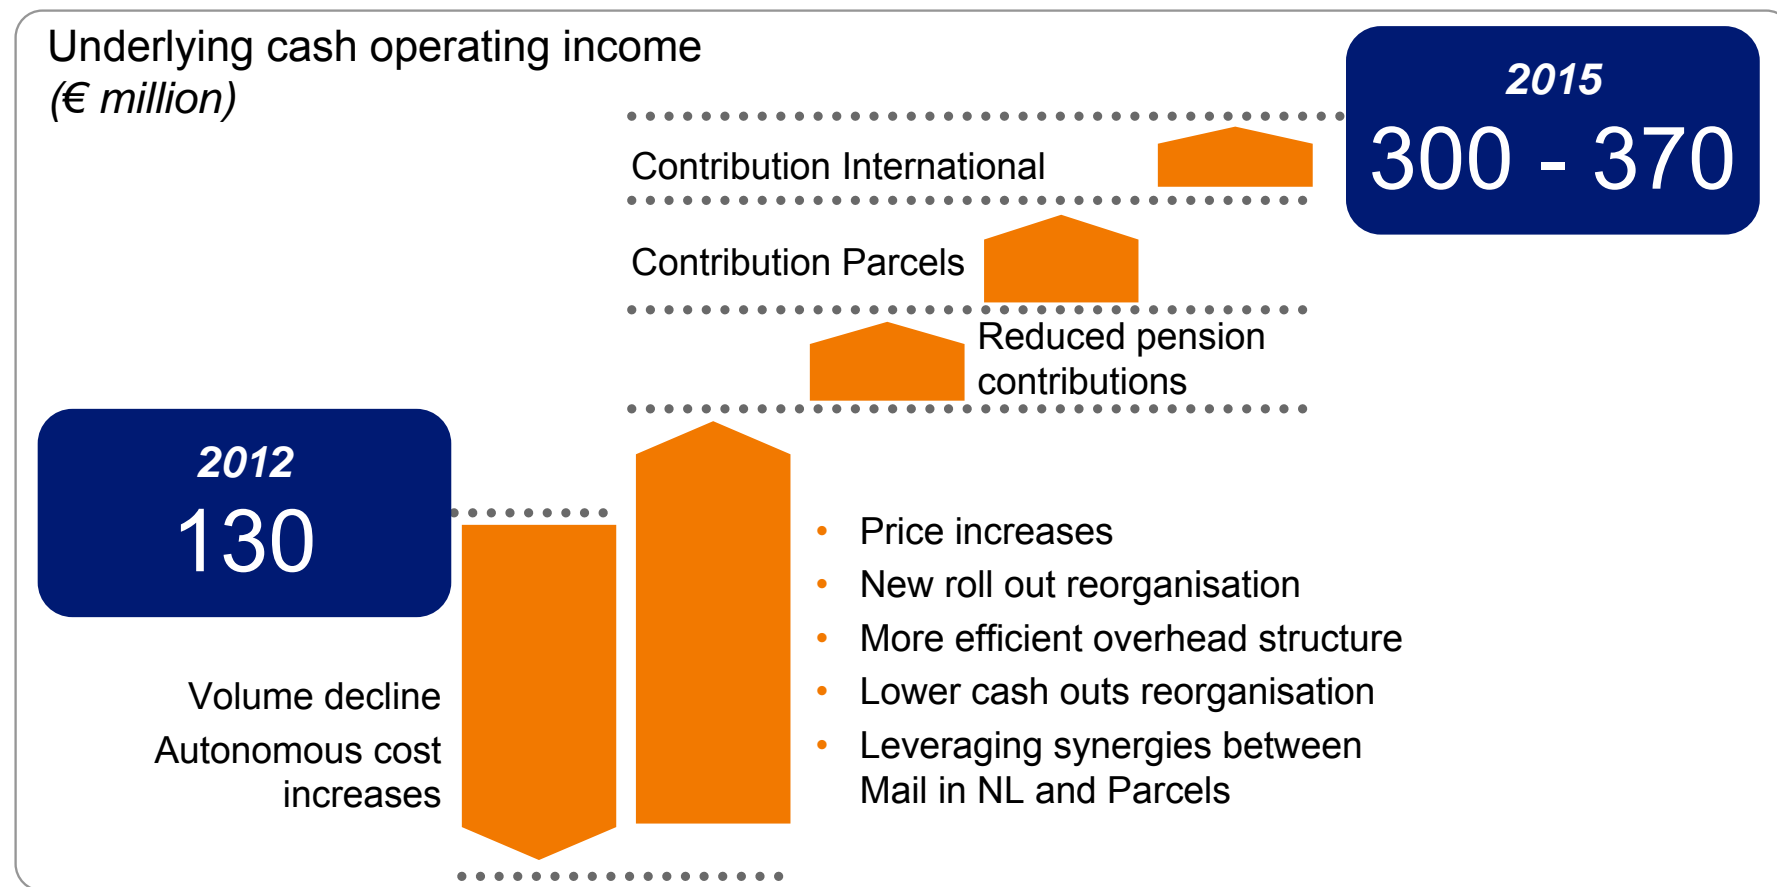 Underlying cash operating income
(€ million)
2015
300 - 370
Contribution International
Contribution Parcels
Reduced pension
contributions
2012
130
Volume decline
Autonomous cost
increases
• Price increases
• New roll out reorganisation
• More efficient overhead structure
• Lower cash outs reorganisation
• Leveraging synergies between
Mail in NL and Parcels